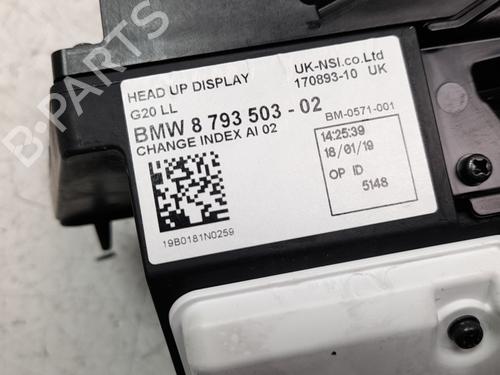 HEAD UP DISPLAY
G20 LL
UK-NSI.co.Ltd
170893-10 UK
BMW 8 793 503 - 02
BM-0571-001
CHANGE INDEX AI 02
14:25:39
18/01/19
OP ID
5148
19B0181N0259
B-PARTS